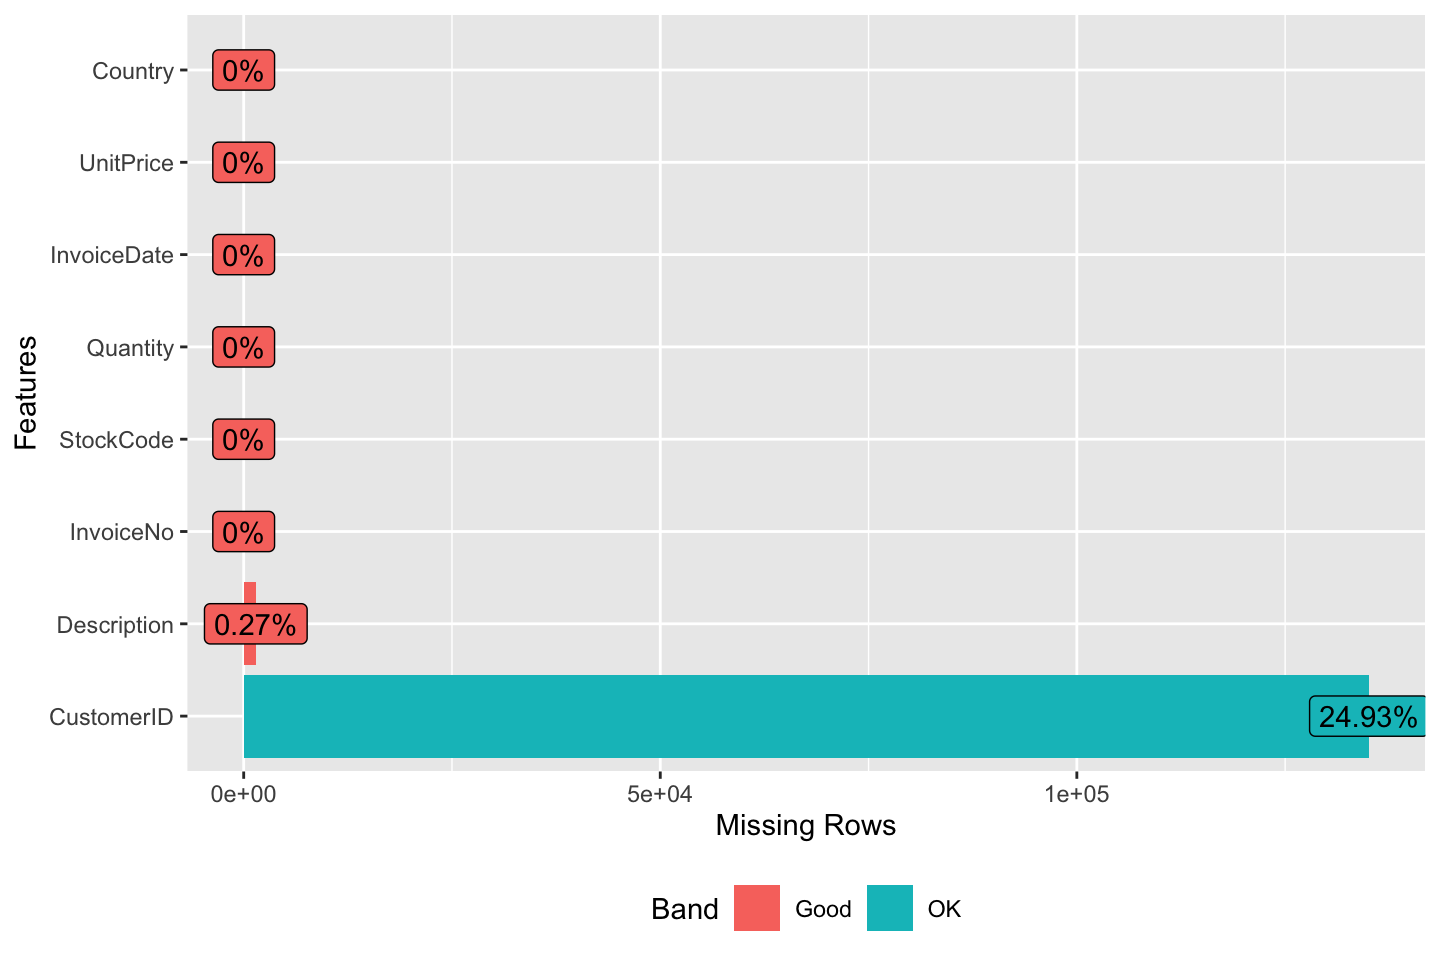 Country 0%
UnitPrice 0%
InvoiceDate 0%
Quantity 0%
StockCode 0%
InvoiceNo 0%
Description 0.27%
CustomerID 24.93%
Features
0e+00 5e+04 1e+05
Missing Rows
Band Good OK